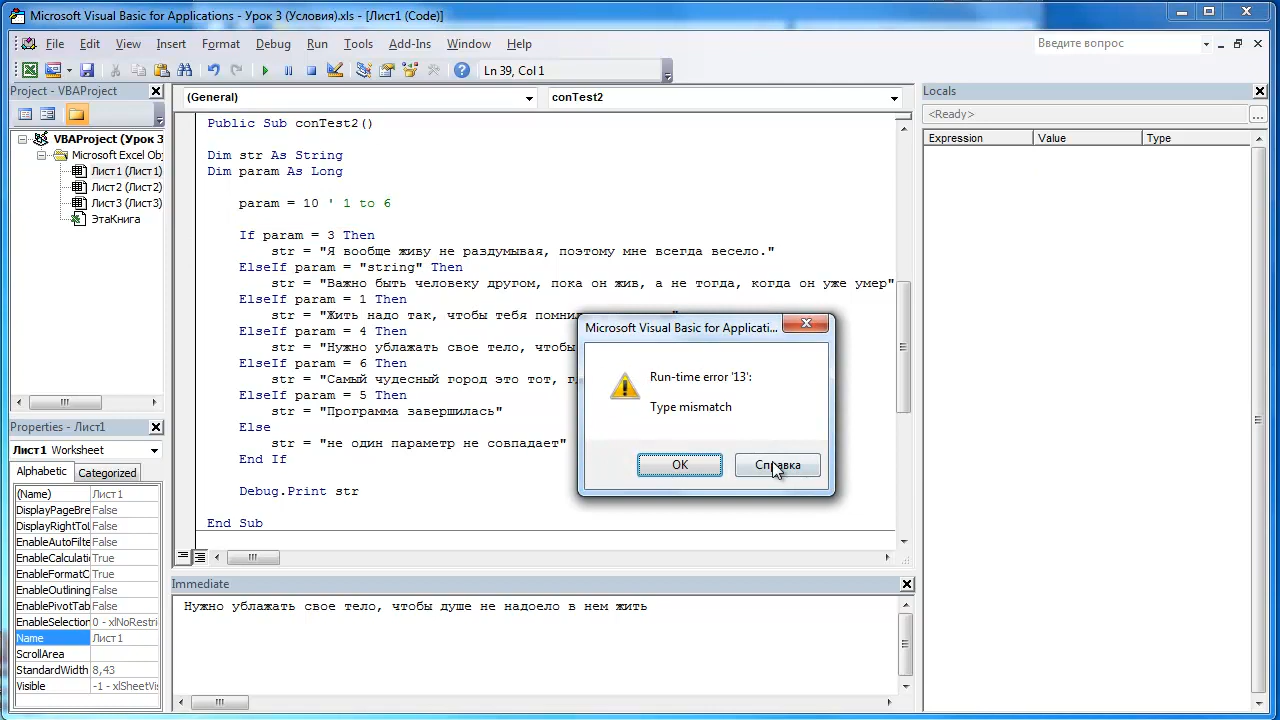 Microsoft Visual Basic for Applications - Урок 3 (Условия).xls - [Лист1 (Code)]
File Edit View Insert Format Debug Run Tools Add-Ins Window Help Введите вопрос
Ln 39, Col 1
Project - VBAProject
VBAProject (Урок 3
Microsoft Excel Obj
Лист1 (Лист1)
Лист2 (Лист2)
Лист3 (Лист3)
ЭтаКнига
Properties - Лист1
Лист1 Worksheet
Alphabetic Categorized
(Name) Лист1
DisplayPageBre False
DisplayRightToL False
EnableAutoFilte False
EnableCalculati True
EnableFormatC True
EnableOutlining False
EnablePivotTab False
EnableSelection 0 - xlNoRestri
Name Лист1
ScrollArea
StandardWidth 8,43
Visible -1 - xlSheetVis
(General) conTest2
Public Sub conTest2()
Dim str As String
Dim param As Long
param = 10 ' 1 to 6
If param = 3 Then
str = "Я вообще живу не раздумывая, поэтому мне всегда весело."
ElseIf param = "string" Then
str = "Важно быть человеку другом, пока он жив, а не тогда, когда он уже умер"
ElseIf param = 1 Then
str = "Жить надо так, чтобы тебя помни
ElseIf param = 4 Then
str = "Нужно ублажать свое тело, чтобы
ElseIf param = 6 Then
str = "Самый чудесный город это тот, г
ElseIf param = 5 Then
str = "Программа завершилась"
Else
str = "не один параметр не совпадает"
End If
Debug.Print str
End Sub
Microsoft Visual Basic for Applicati...
Run-time error '13':
Type mismatch
OK Справка
Immediate
Нужно ублажать свое тело, чтобы душе не надоело в нем жить
Locals
<Ready>
...
Expression Value Type